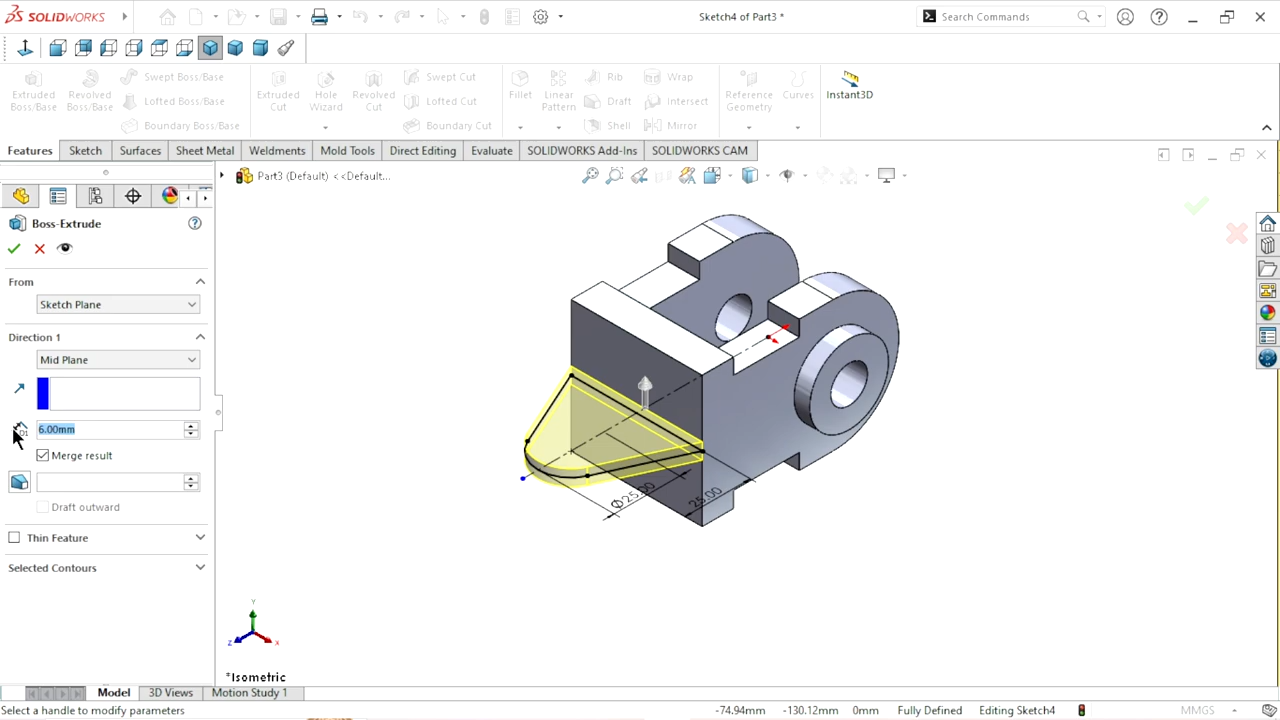 SOLIDWORKS
Sketch4 of Part3 *
Search Commands
Extruded Boss/Base
Revolved Boss/Base
Swept Boss/Base
Lofted Boss/Base
Boundary Boss/Base
Extruded Cut
Hole Wizard
Revolved Cut
Swept Cut
Lofted Cut
Boundary Cut
Fillet
Linear Pattern
Rib
Draft
Shell
Wrap
Intersect
Mirror
Reference Geometry
Curves
Instant3D
Features Sketch Surfaces Sheet Metal Weldments Mold Tools Direct Editing Evaluate SOLIDWORKS Add-Ins SOLIDWORKS CAM
Part3 (Default) <<Default...
Boss-Extrude
From
Sketch Plane
Direction 1
Mid Plane
6.00mm
Merge result
Draft outward
Thin Feature
Selected Contours
Ø25.00
25.00
Y
Z
X
*Isometric
Model 3D Views Motion Study 1
Select a handle to modify parameters
-74.94mm -130.12mm 0mm Fully Defined Editing Sketch4 MMGS